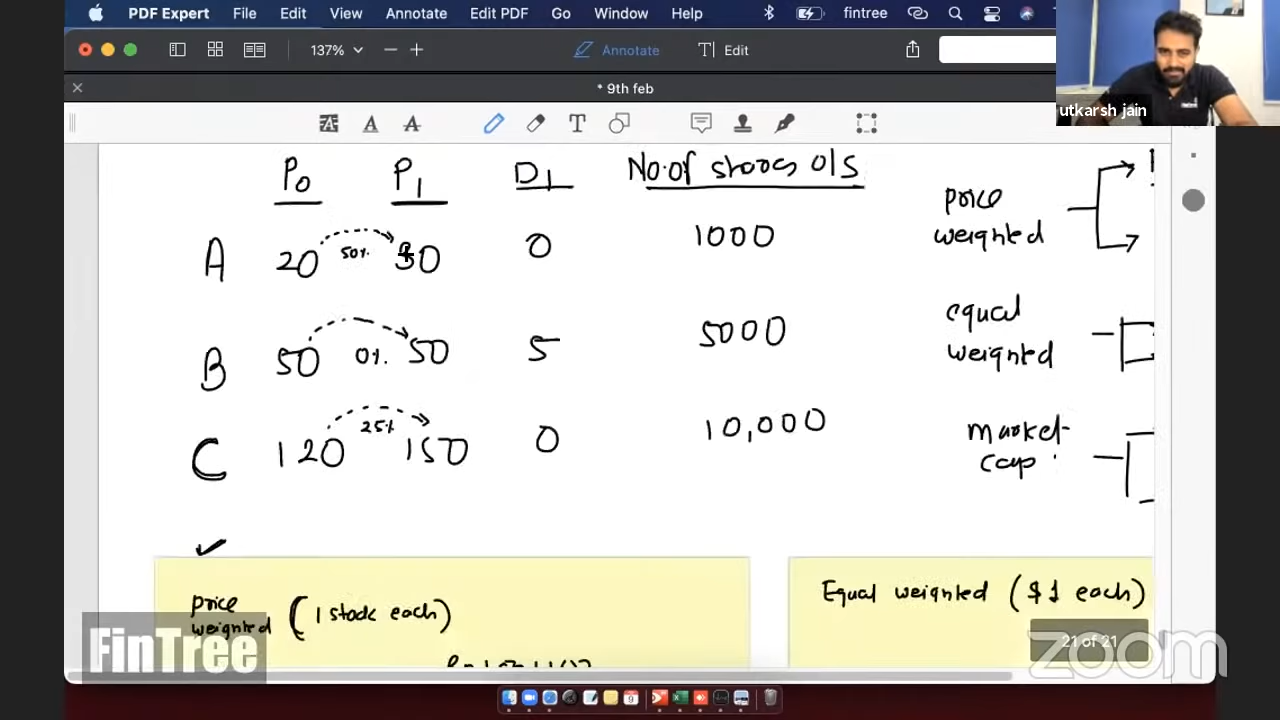 PDF Expert File Edit View Annotate Edit PDF Go Window Help fintree
137% Annotate T Edit
* 9th feb
utkarsh jain
P0 P1 D1 No. of shares o/s
A 20 50% 30 0 1000
B 50 0% 50 5 5000
C 120 25% 150 0 10,000
price
weighted
equal
weighted
market
cap.
price
weighted (1 stock each)
Equal weighted ($1 each)
21 of 21
FinTree
zoom